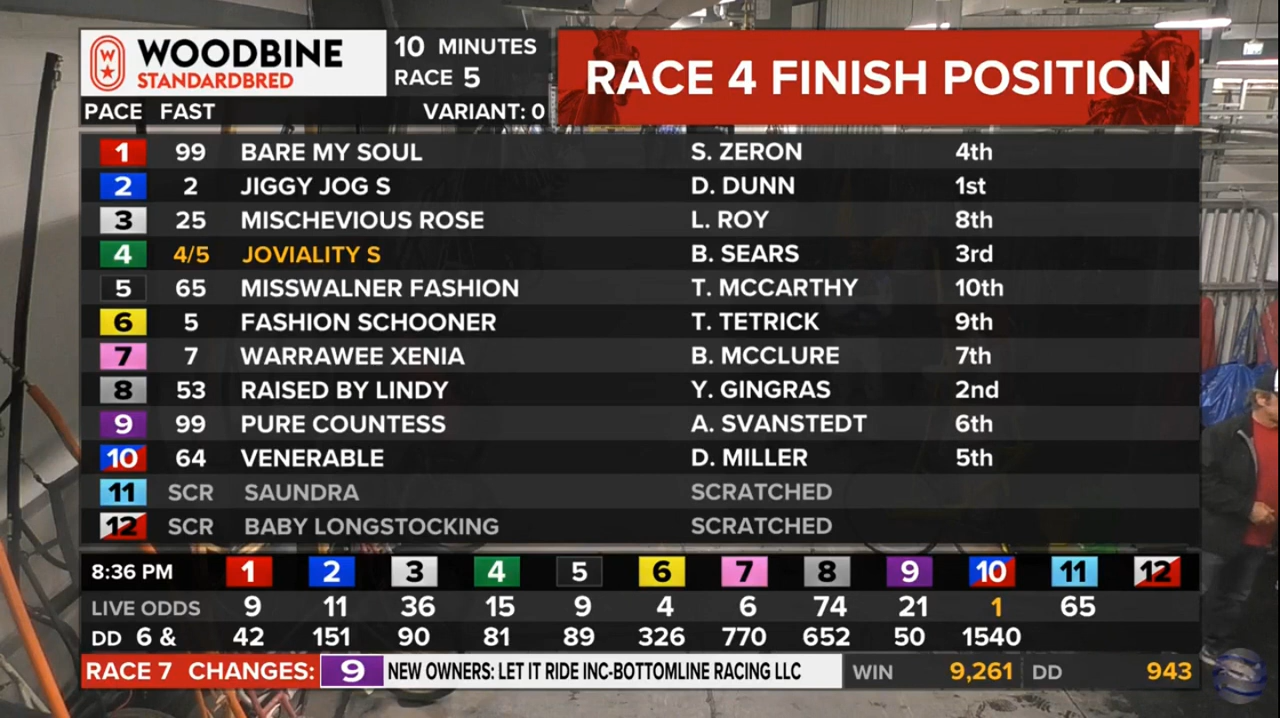 WOODBINE
STANDARDBRED
10 MINUTES
RACE 5
RACE 4 FINISH POSITION
PACE FAST VARIANT: 0
1 99 BARE MY SOUL S. ZERON 4th
2 2 JIGGY JOG S D. DUNN 1st
3 25 MISCHEVIOUS ROSE L. ROY 8th
4 4/5 JOVIALITY S B. SEARS 3rd
5 65 MISSWALNER FASHION T. MCCARTHY 10th
6 5 FASHION SCHOONER T. TETRICK 9th
7 7 WARRAWEE XENIA B. MCCLURE 7th
8 53 RAISED BY LINDY Y. GINGRAS 2nd
9 99 PURE COUNTESS A. SVANSTEDT 6th
10 64 VENERABLE D. MILLER 5th
11 SCR SAUNDRA SCRATCHED
12 SCR BABY LONGSTOCKING SCRATCHED
8:36 PM 1 2 3 4 5 6 7 8 9 10 11 12
LIVE ODDS 9 11 36 15 9 4 6 74 21 1 65
DD 6 & 42 151 90 81 89 326 770 652 50 1540
RACE 7 CHANGES: 9 NEW OWNERS: LET IT RIDE INC-BOTTOMLINE RACING LLC WIN 9,261 DD 943